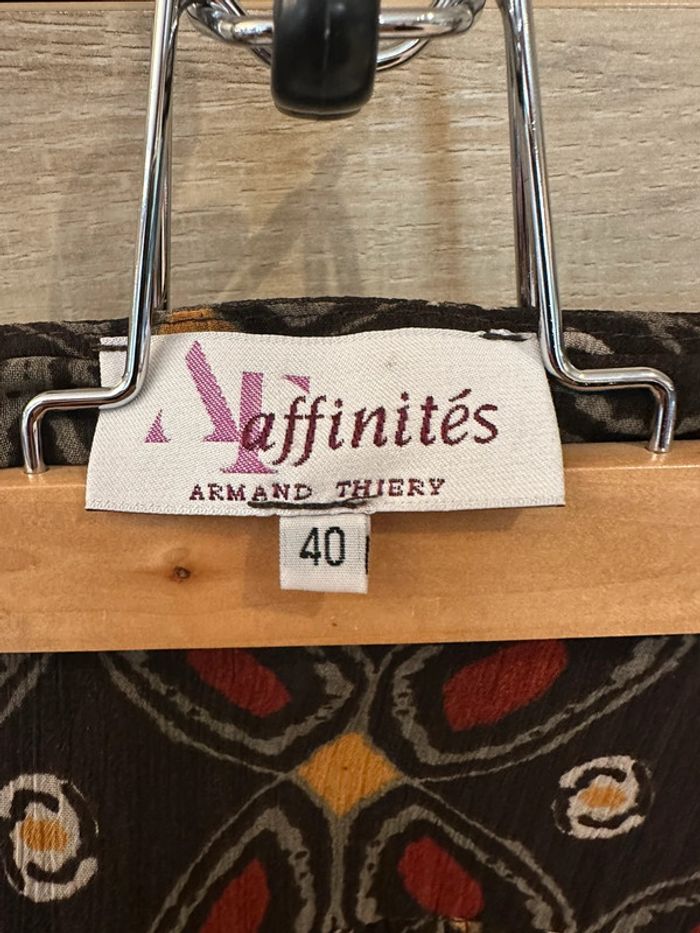 AT
affinités
ARMAND THIERY
40